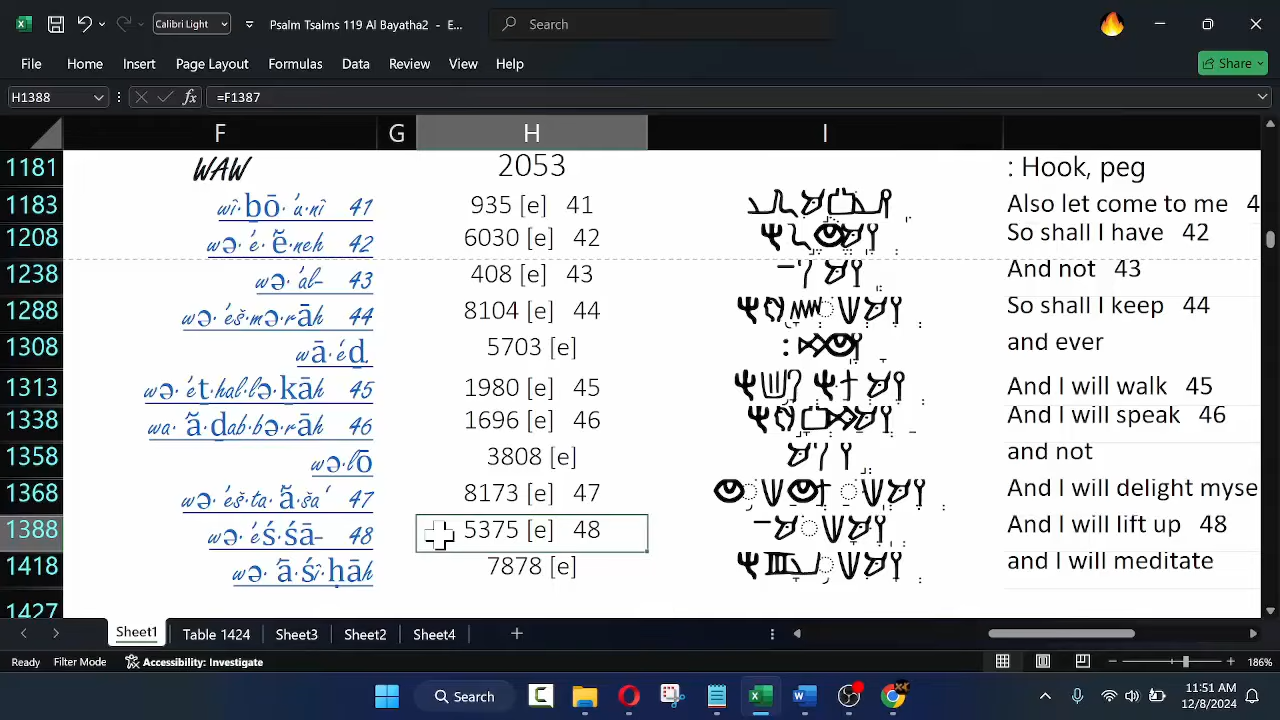 Calibri Light Psalm Tsalms 119 Al Bayatha2 - E... Search
File Home Insert Page Layout Formulas Data Review View Help Share
H1388 fx =F1387
F G H I
1181 WAW 2053 : Hook, peg
1183 wî·ḇō·'u·nî 41 935 [e] 41 Also let come to me 4
1208 wə·'e·'ĕ·neh 42 6030 [e] 42 So shall I have 42
1238 wə·'al- 43 408 [e] 43 And not 43
1288 wə·'eš·mə·rāh 44 8104 [e] 44 So shall I keep 44
1308 wā·'eḏ. 5703 [e] and ever
1313 wə·'eṯ·hal·lə·ḵāh 45 1980 [e] 45 And I will walk 45
1338 wa·'ă·ḏab·bə·rāh 46 1696 [e] 46 And I will speak 46
1358 wə·lō 3808 [e] and not
1368 wə·'eš·ta·'ă·ša' 47 8173 [e] 47 And I will delight myse
1388 wə·'eś·śā- 48 5375 [e] 48 And I will lift up 48
1418 wə·'ā·śî·ḥāh 7878 [e] and I will meditate
1427
Sheet1 Table 1424 Sheet3 Sheet2 Sheet4
Ready Filter Mode Accessibility: Investigate 186%
Search 11:51 AM
12/8/2024